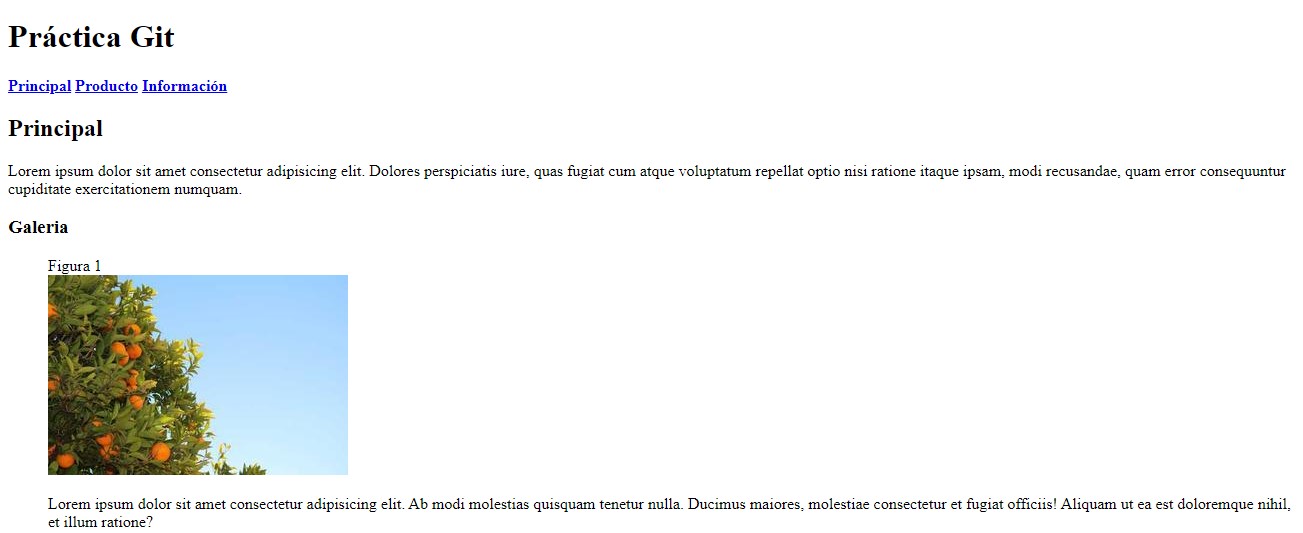 Práctica Git
Principal Producto Información
Principal
Lorem ipsum dolor sit amet consectetur adipisicing elit. Dolores perspiciatis iure, quas fugiat cum atque voluptatum repellat optio nisi ratione itaque ipsam, modi recusandae, quam error consequuntur
cupiditate exercitationem numquam.
Galeria
Figura 1
Lorem ipsum dolor sit amet consectetur adipisicing elit. Ab modi molestias quisquam tenetur nulla. Ducimus maiores, molestiae consectetur et fugiat officiis! Aliquam ut ea est doloremque nihil,
et illum ratione?